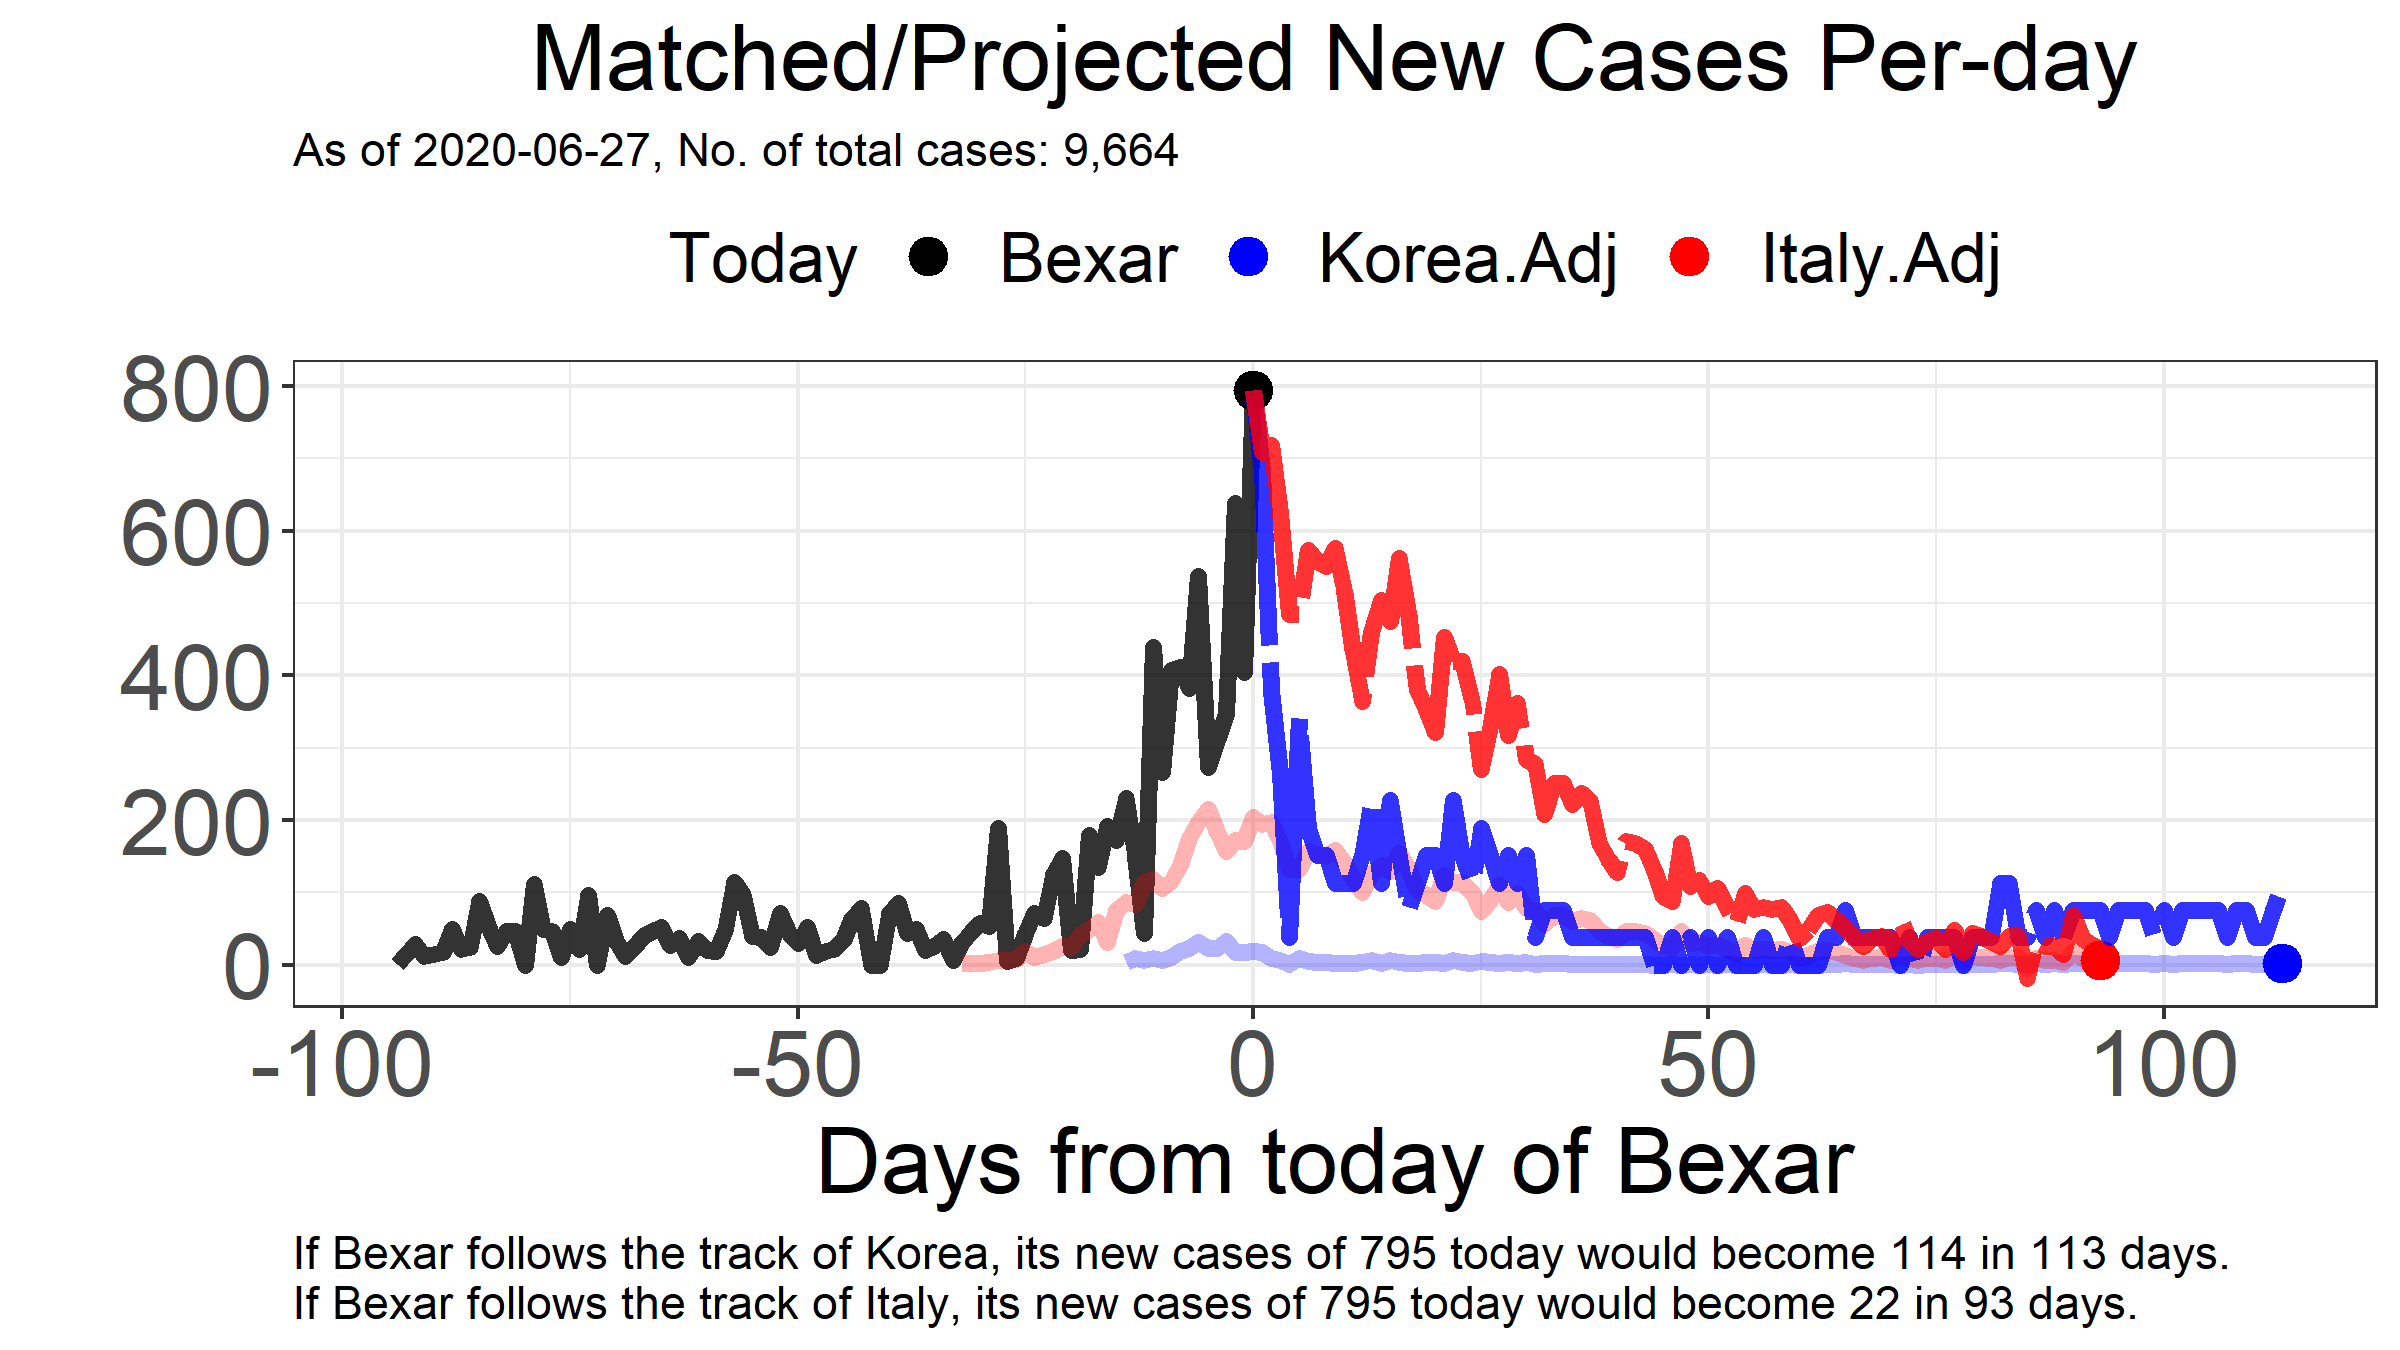 Matched/Projected New Cases Per-day
As of 2020-06-27, No. of total cases: 9,664
Today Bexar Korea.Adj Italy.Adj
800
600
400
200
0
-100 -50 0 50 100
Days from today of Bexar
If Bexar follows the track of Korea, its new cases of 795 today would become 114 in 113 days.
If Bexar follows the track of Italy, its new cases of 795 today would become 22 in 93 days.